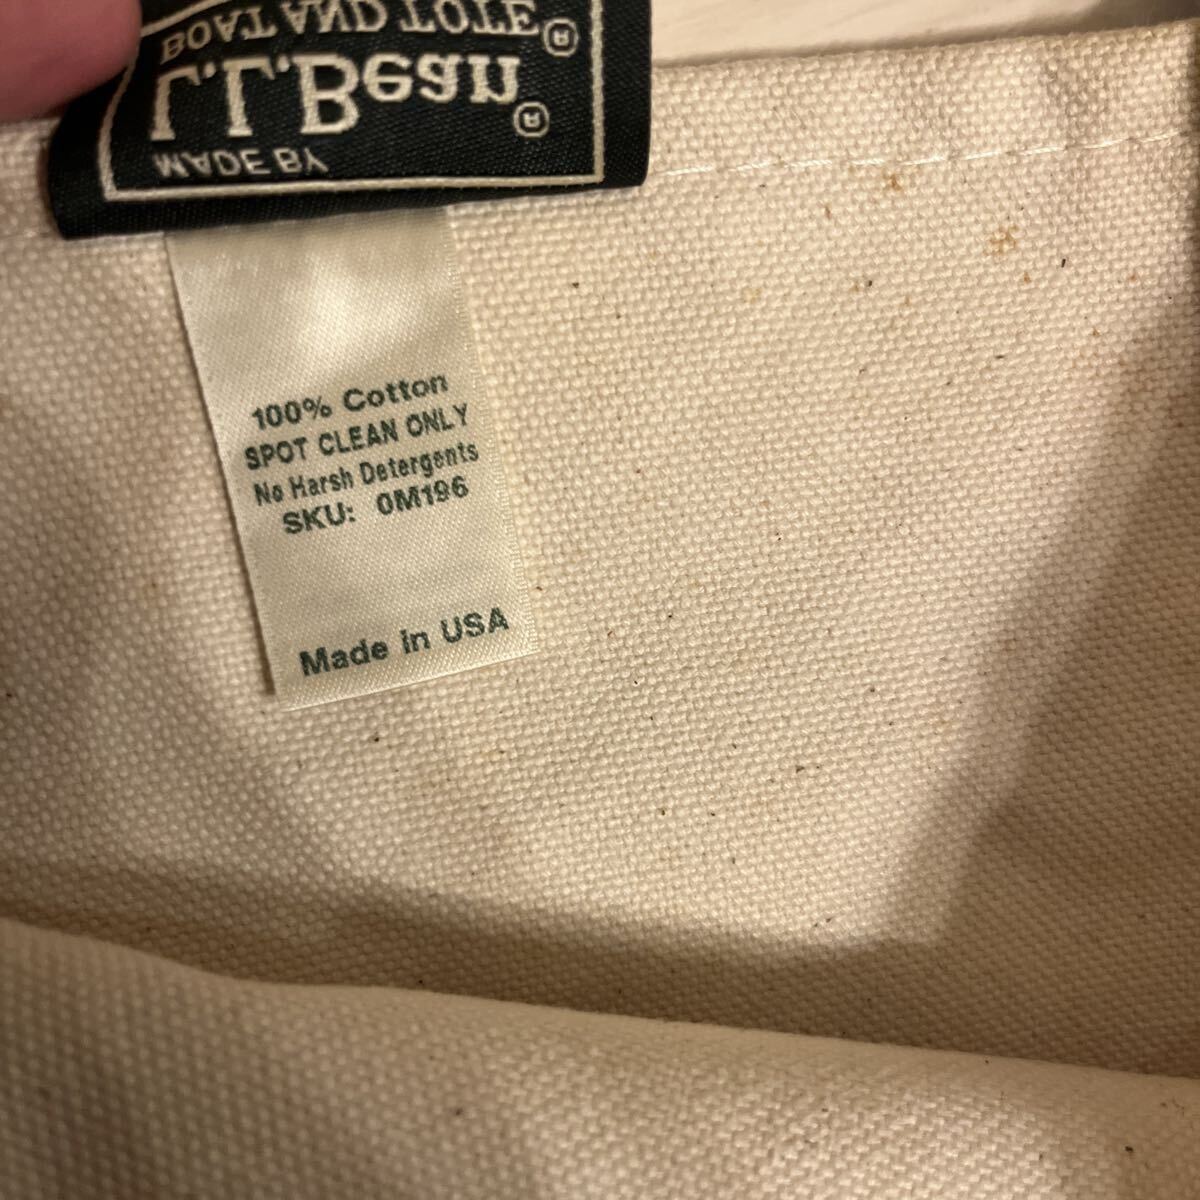 MADE BY
L.L.Bean®
BOAT AND TOTE®
100% Cotton
SPOT CLEAN ONLY
No Harsh Detergents
SKU: 0M196
Made in USA